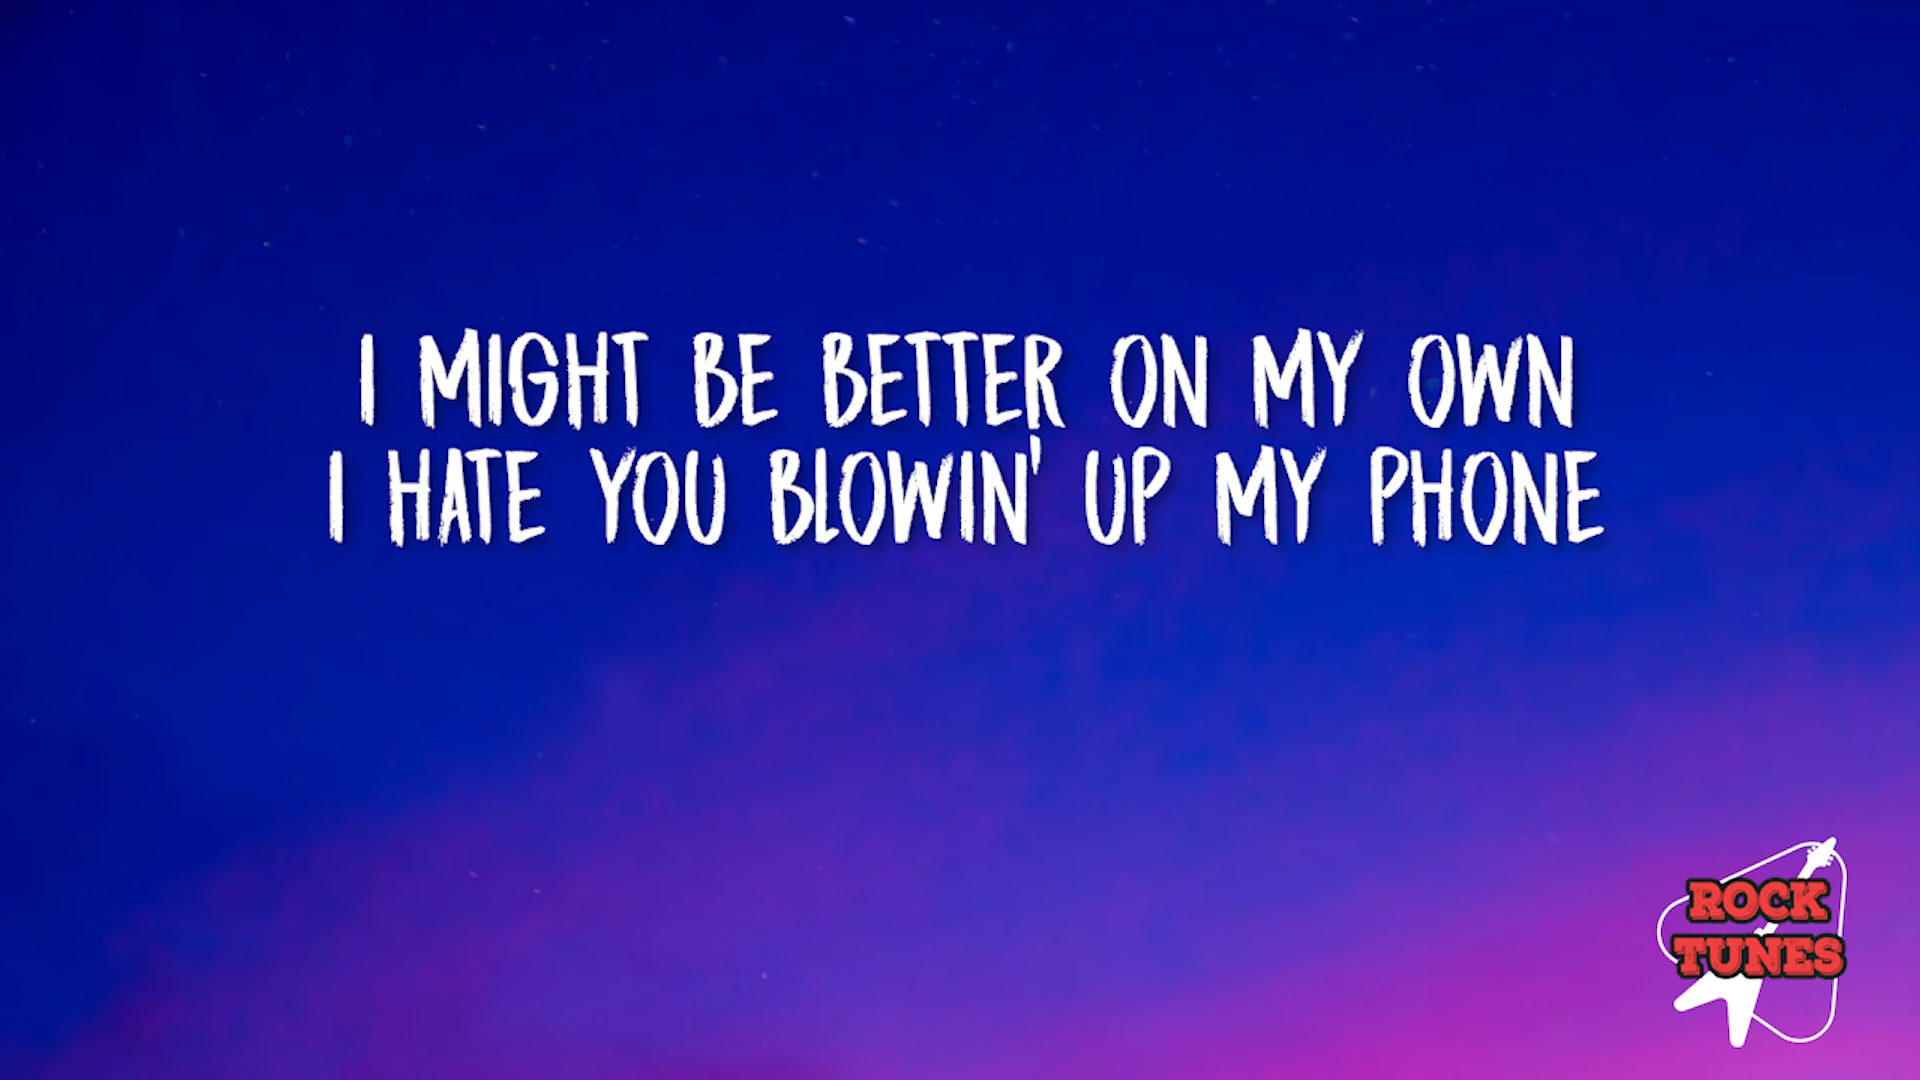 I MIGHT BE BETTER ON MY OWN
I HATE YOU BLOWIN' UP MY PHONE
ROCK
TUNES